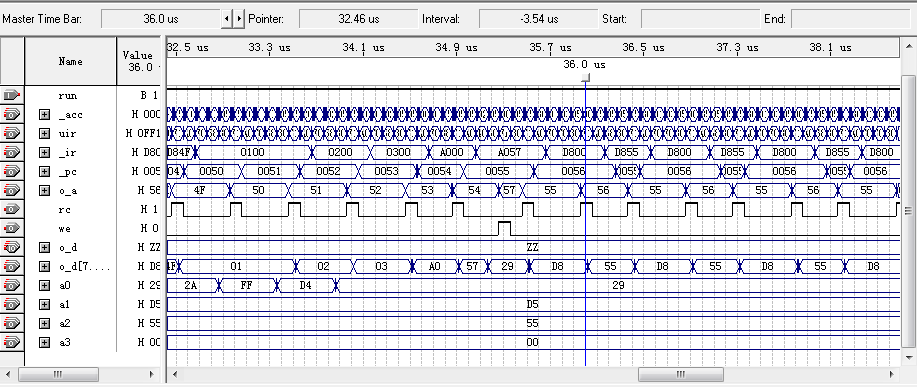 Master Time Bar: 36.0 us Pointer: 32.46 us Interval: -3.54 us Start: End:
Name Value 36.0 32.5 us 33.3 us 34.1 us 34.9 us 35.7 us 36.5 us 37.3 us 38.1 us
36.0 us
run B 1
_acc H 00C
uir H 0FF1
_ir H D80 D84F 0100 0200 0300 A000 A057 D800 D855 D800 D855 D800 D855 D800
_pc H 005 04 0050 0051 0052 0053 0054 0055 0056 005 0056 005 0056 005 0056
o_a H 56 4F 50 51 52 53 54 57 55 56 55 56 55 56 55
rc H 1
we H 0
o_d H ZZ ZZ
o_d[7.... H D8 4F 01 02 03 A0 57 29 D8 55 D8 55 D8 55 D8
a0 H 29 2A FF D4 29
a1 H D5 D5
a2 H 55 55
a3 H 00 00